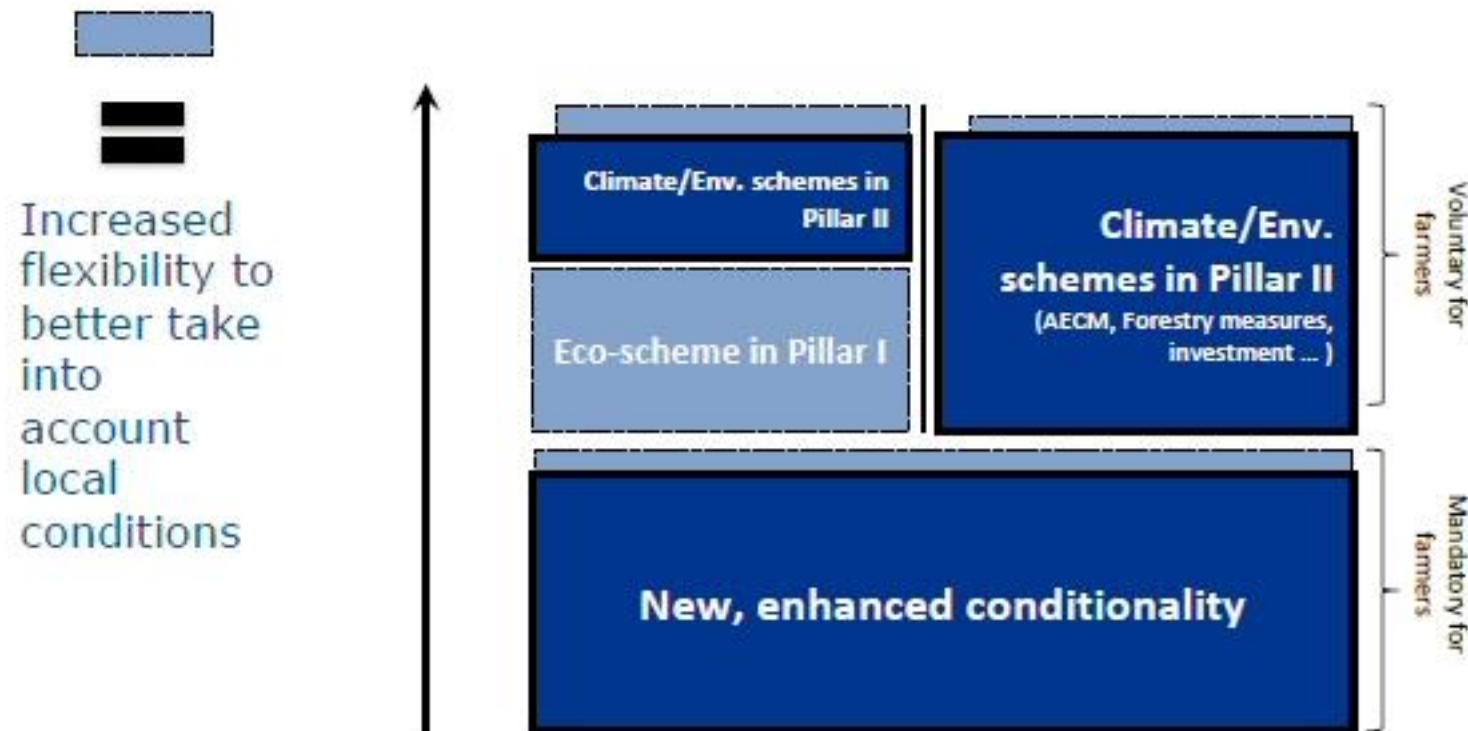 Increased
flexibility to
better take
into
account
local
conditions
Climate/Env. schemes in
Pillar II
Eco-scheme in Pillar I
Climate/Env.
schemes in Pillar II
(AECM, Forestry measures,
investment ... )
Voluntary for
farmers
New, enhanced conditionality
Mandatory for
farmers